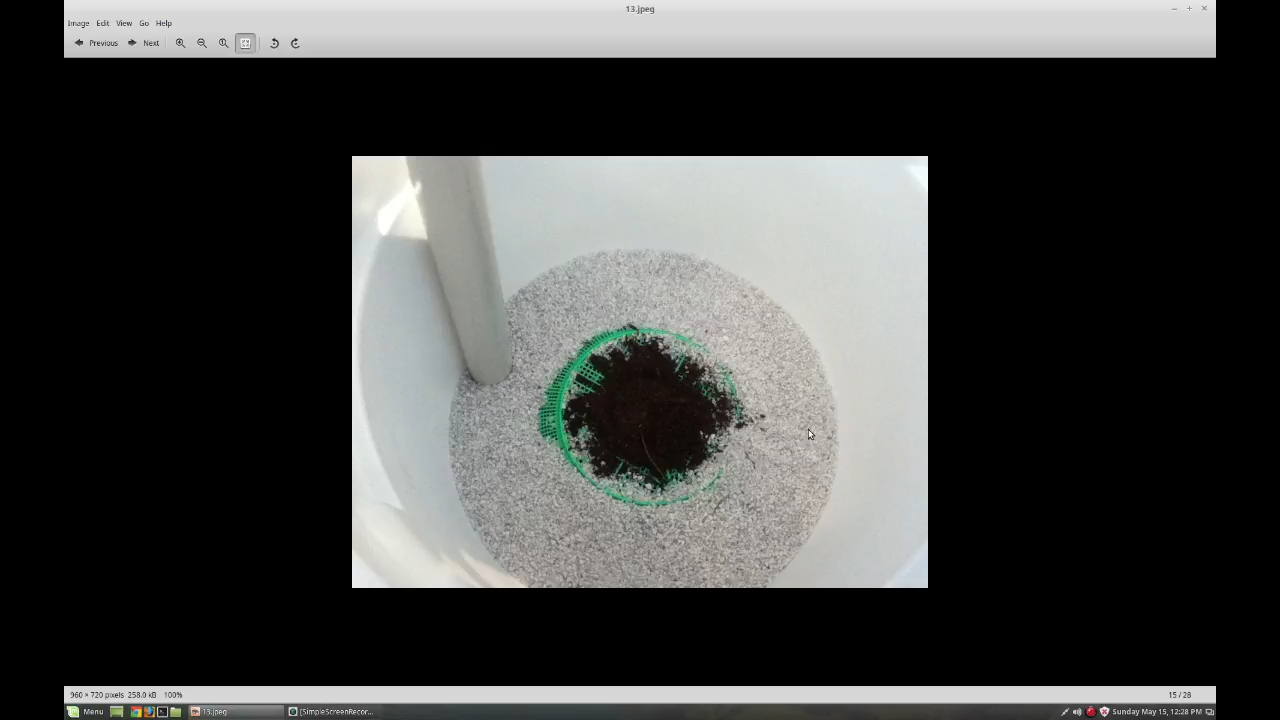 13.jpeg
Image Edit View Go Help
Previous Next
960 × 720 pixels 258.0 kB 100%
15 / 28
Menu 13.jpeg [SimpleScreenRecor... Sunday May 15, 12:28 PM